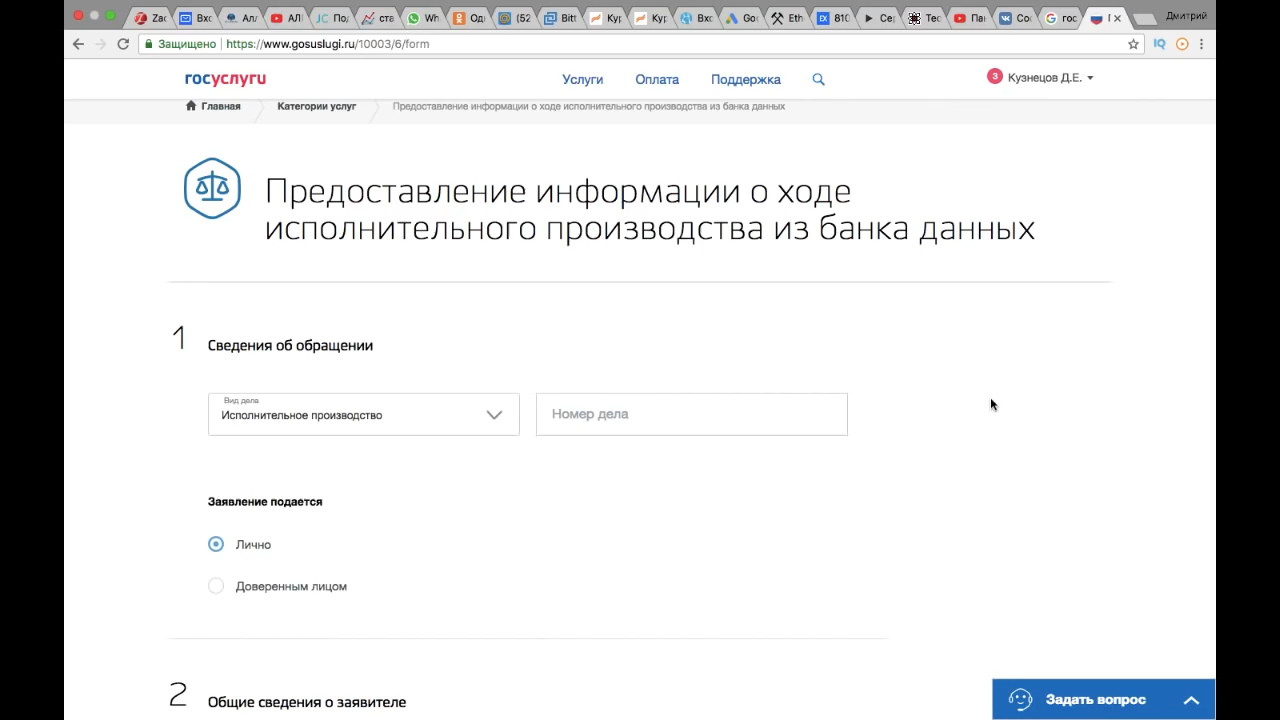 Дмитрий
Защищено https://www.gosuslugi.ru/10003/6/form
госуслуги Услуги Оплата Поддержка 3 Кузнецов Д.Е.
Главная Категории услуг Предоставление информации о ходе исполнительного производства из банка данных
Предоставление информации о ходе
исполнительного производства из банка данных
1 Сведения об обращении
Вид дела
Исполнительное производство
Номер дела
Заявление подается
Лично
Доверенным лицом
2 Общие сведения о заявителе
Задать вопрос